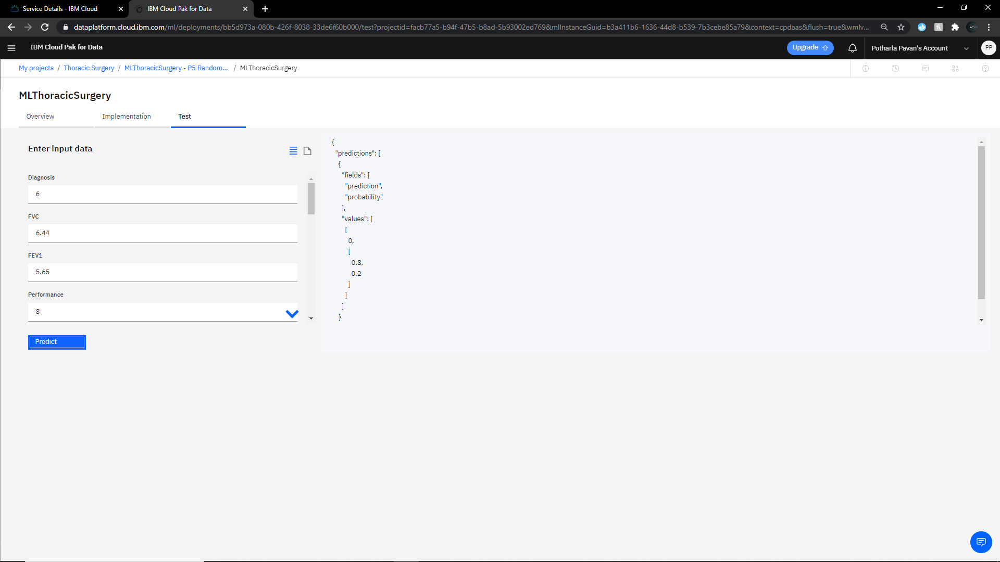 Service Details - IBM Cloud
IBM Cloud Pak for Data
dataplatform.cloud.ibm.com/ml/deployments/bb5d973a-080b-426f-8038-33de6f60b000/test?projectid=facb77a5-b94f-47b5-b8ad-5b93002ed769&mlInstanceGuid=b3a411b6-1636-44d8-b539-7b3cebe85a79&context=cpdaas&flush=true&wmlv...
IBM Cloud Pak for Data
Upgrade
Potharla Pavan's Account
PP
My projects / Thoracic Surgery / MLThoracicSurgery - P5 Random... / MLThoracicSurgery
MLThoracicSurgery
Overview
Implementation
Test
Enter input data
Diagnosis
6
FVC
6.44
FEV1
5.65
Performance
8
Predict
{
"predictions": [
{
"fields": [
"prediction",
"probability"
],
"values": [
[
0,
[
0.8,
0.2
]
]
]
}